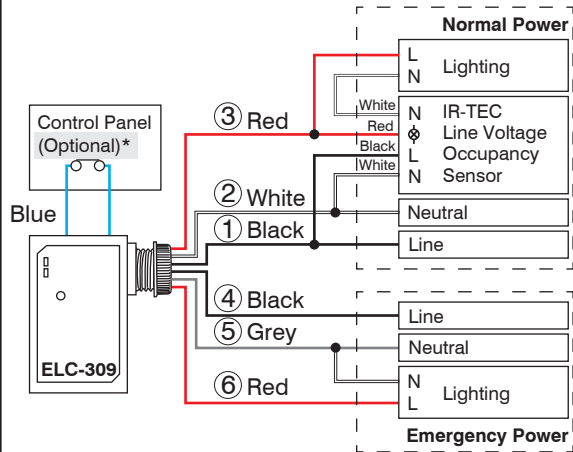 Normal Power
L
N
Lighting
Control Panel
(Optional)*
③ Red
White
Red
Black
White
N IR-TEC
Line Voltage
L Occupancy
N Sensor
② White
Blue
Neutral
① Black
Line
④ Black
Line
⑤ Grey
Neutral
ELC-309
⑥ Red
N
L
Lighting
Emergency Power